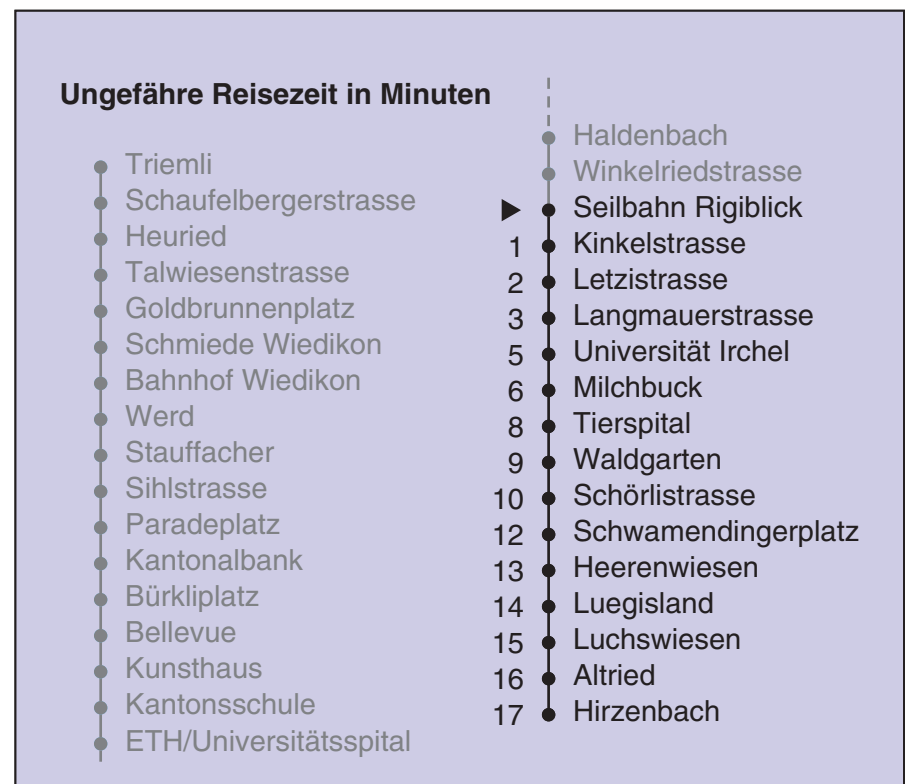 Ungefähre Reisezeit in Minuten
Triemli
Schaufelbergerstrasse
Heuried
Talwiesenstrasse
Goldbrunnenplatz
Schmiede Wiedikon
Bahnhof Wiedikon
Werd
Stauffacher
Sihlstrasse
Paradeplatz
Kantonalbank
Bürkliplatz
Bellevue
Kunsthaus
Kantonsschule
ETH/Universitätsspital
Haldenbach
Winkelriedstrasse
Seilbahn Rigiblick
1 Kinkelstrasse
2 Letzistrasse
3 Langmauerstrasse
5 Universität Irchel
6 Milchbuck
8 Tierspital
9 Waldgarten
10 Schörlistrasse
12 Schwamendingerplatz
13 Heerenwiesen
14 Luegisland
15 Luchswiesen
16 Altried
17 Hirzenbach